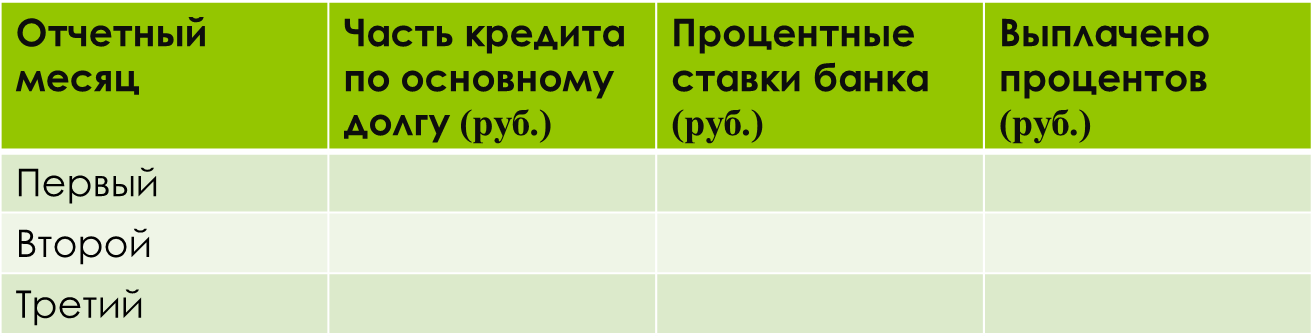 Отчетный
месяц
Часть кредита
по основному
долгу (руб.)
Процентные
ставки банка
(руб.)
Выплачено
процентов
(руб.)
Первый
Второй
Третий